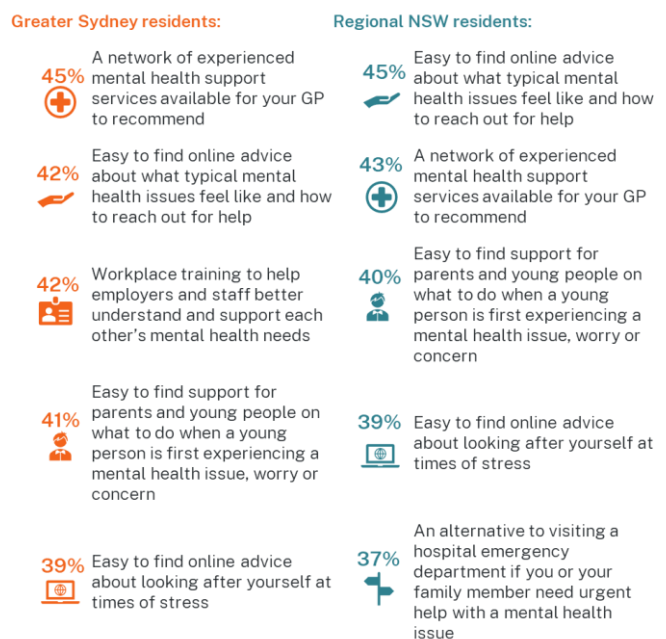 Greater Sydney residents:
45%
A network of experienced
mental health support
services available for your GP
to recommend
42%
Easy to find online advice
about what typical mental
health issues feel like and how
to reach out for help
42%
Workplace training to help
employers and staff better
understand and support each
other's mental health needs
41%
Easy to find support for
parents and young people on
what to do when a young
person is first experiencing a
mental health issue, worry or
concern
39%
Easy to find online advice
about looking after yourself at
times of stress
Regional NSW residents:
45%
Easy to find online advice
about what typical mental
health issues feel like and how
to reach out for help
43%
A network of experienced
mental health support
services available for your GP
to recommend
40%
Easy to find support for
parents and young people on
what to do when a young
person is first experiencing a
mental health issue, worry or
concern
39%
Easy to find online advice
about looking after yourself at
times of stress
37%
An alternative to visiting a
hospital emergency
department if you or your
family member need urgent
help with a mental health
issue